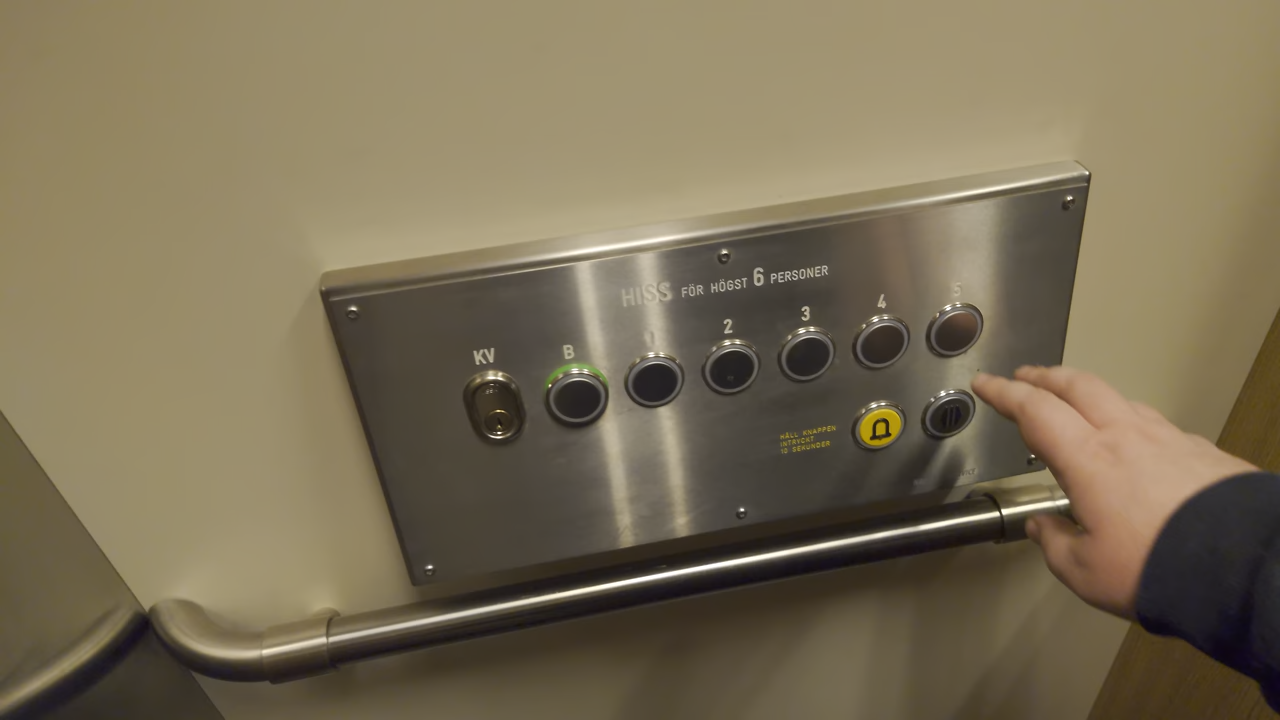 HISS FÖR HÖGST 6 PERSONER
KV B 1 2 3 4 5
HÅLL KNAPPEN
INTRYCKT
10 SEKUNDER